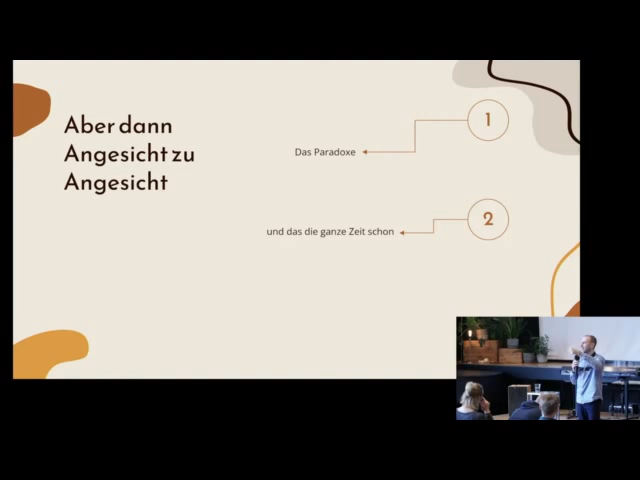 Aber dann
Angesicht zu
Angesicht
1
Das Paradoxe
2
und das die ganze Zeit schon